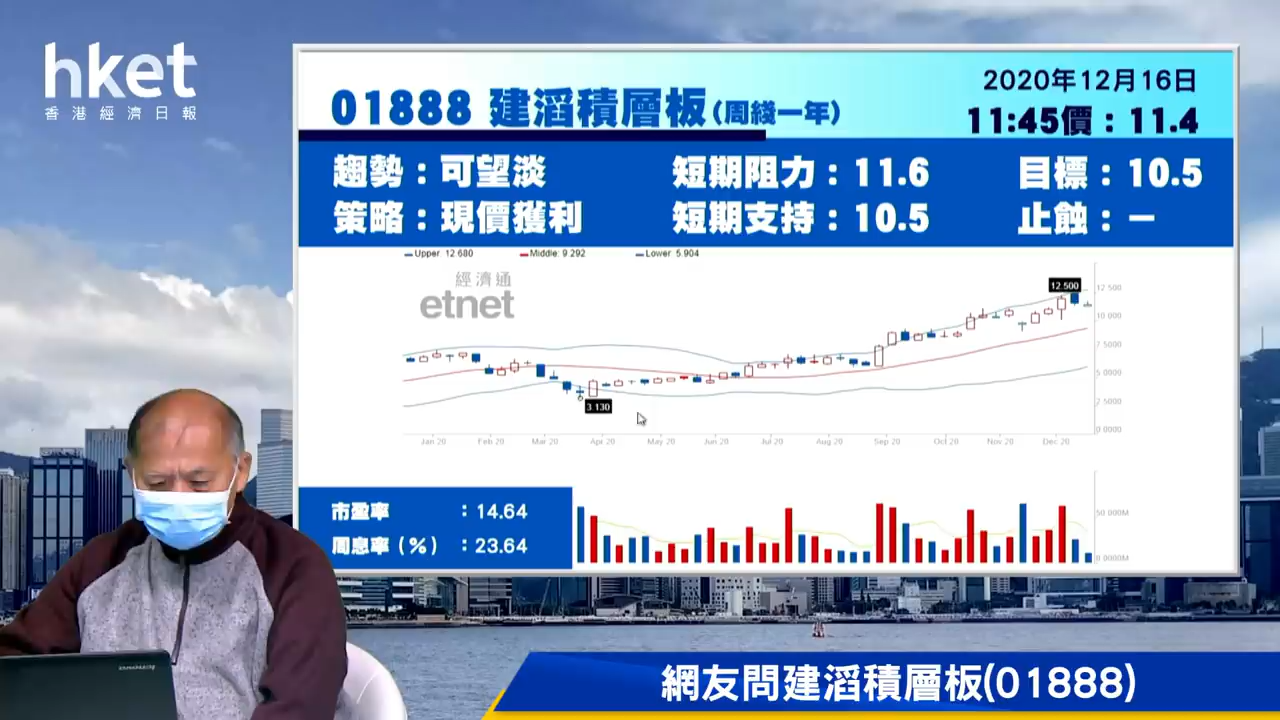 hket
香港經濟日報
01888 建滔積層板(周綫一年)
2020年12月16日
11:45價：11.4
趨勢：可望淡
短期阻力：11.6
目標：10.5
策略：現價獲利
短期支持：10.5
止蝕：－
Upper: 12.680
Middle: 9.292
Lower: 5.904
經濟通
etnet
12.500
12.500
10.000
7.5000
5.0000
2.5000
0.0000
3.130
Jan 20
Feb 20
Mar 20
Apr 20
May 20
Jun 20
Jul 20
Aug 20
Sep 20
Oct 20
Nov 20
Dec 20
市盈率：14.64
周息率（%）：23.64
50.000M
0.0000M
網友問建滔積層板(01888)